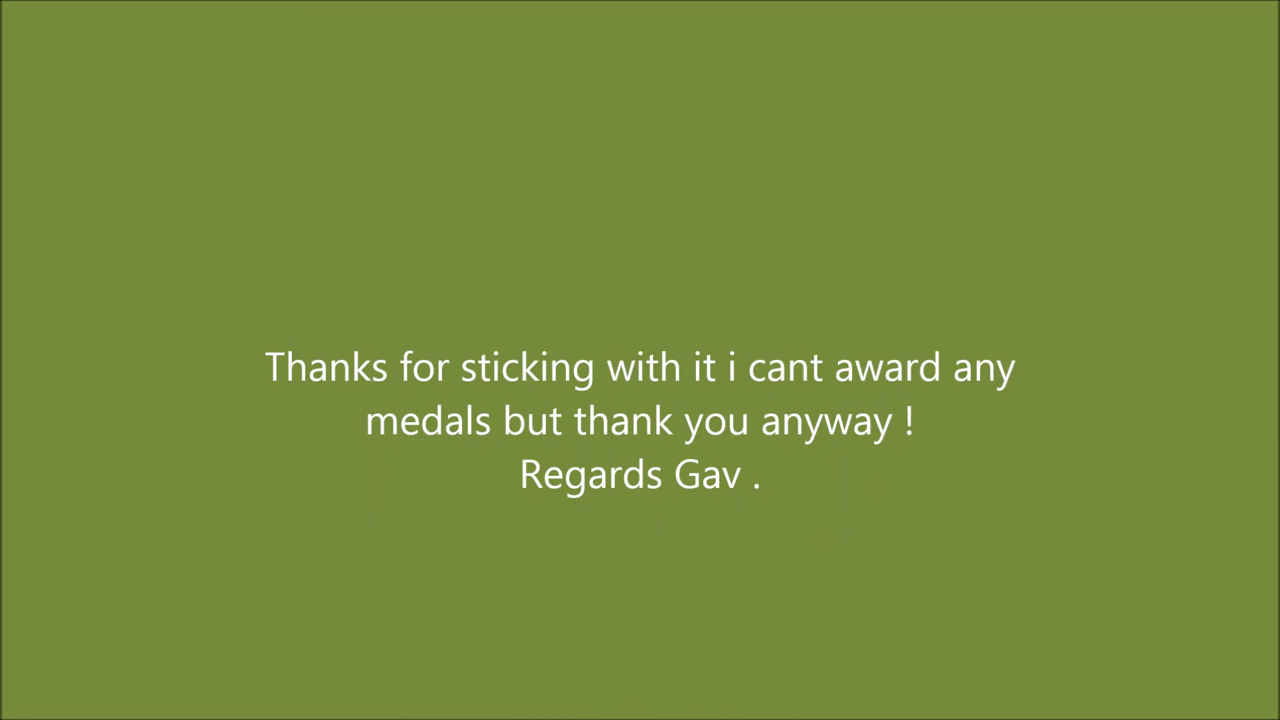 Thanks for sticking with it i cant award any
medals but thank you anyway !
Regards Gav .